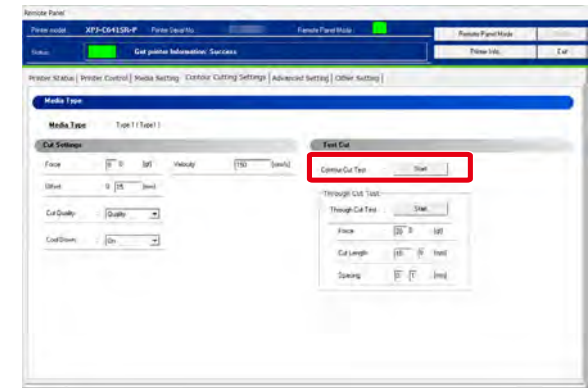 Remote Panel
Printer model XPJ-C641SR-P Printer Serial No. Remote Panel Mode Remote Panel Mode
Status Get printer Information: Success Printer Info. Exit
Printer Status Printer Control Media Setting Contour Cutting Settings Advanced Setting Other Setting
Media Type
Media Type Type 1 ( Type1 )
Cut Settings Test Cut
Force [gf] Velocity 150 [mm/s] Contour Cut Test Start
Offset 0 [mm] Through Cut Test
Cut Quality : Quality Through Cut Test Start
Cool Down : On Force [gf]
Cut Length [mm]
Spacing [mm]